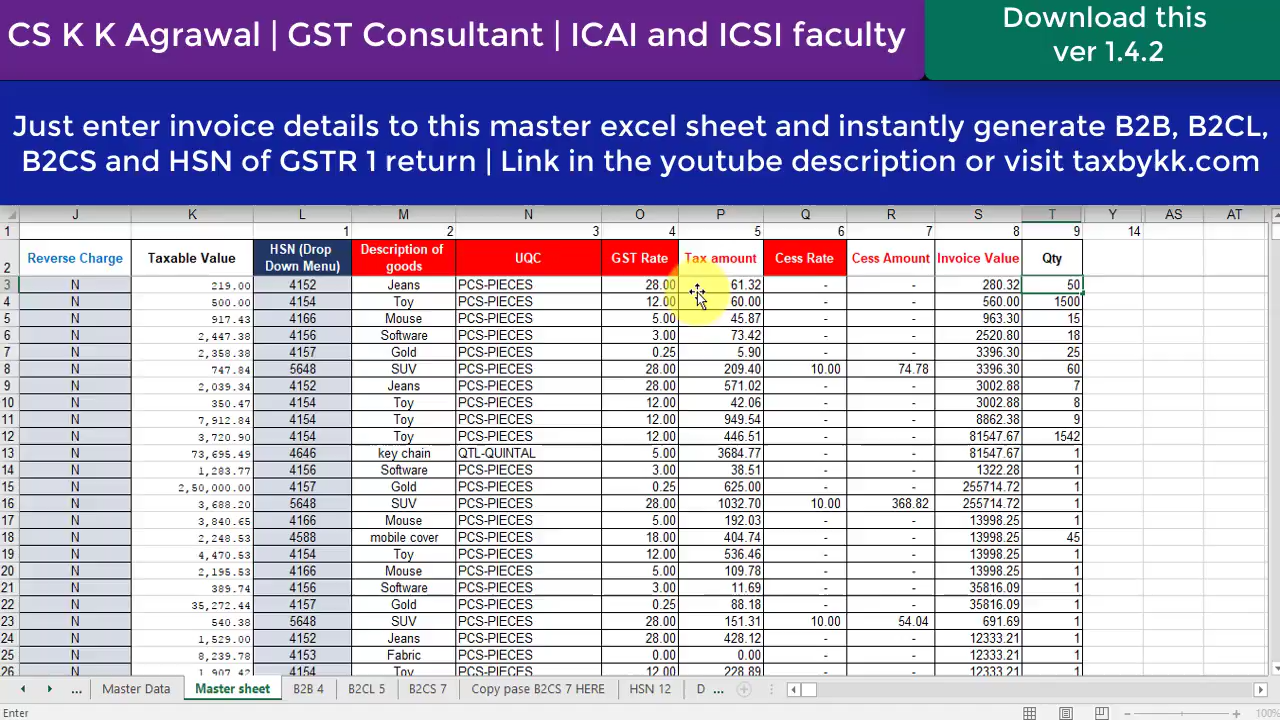 CS K K Agrawal | GST Consultant | ICAI and ICSI faculty
Download this
ver 1.4.2
Just enter invoice details to this master excel sheet and instantly generate B2B, B2CL,
B2CS and HSN of GSTR 1 return | Link in the youtube description or visit taxbykk.com
J K L M N O P Q R S T Y AS AT
1 1 2 3 4 5 6 7 8 9 14
2 Reverse Charge Taxable Value HSN (Drop Down Menu) Description of goods UQC GST Rate Tax amount Cess Rate Cess Amount Invoice Value Qty
3 N 219.00 4152 Jeans PCS-PIECES 28.00 61.32 - - 280.32 50
4 N 500.00 4154 Toy PCS-PIECES 12.00 60.00 - - 560.00 1500
5 N 917.43 4166 Mouse PCS-PIECES 5.00 45.87 - - 963.30 15
6 N 2,447.38 4156 Software PCS-PIECES 3.00 73.42 - - 2520.80 18
7 N 2,358.38 4157 Gold PCS-PIECES 0.25 5.90 - - 3396.30 25
8 N 747.84 5648 SUV PCS-PIECES 28.00 209.40 10.00 74.78 3396.30 60
9 N 2,039.34 4152 Jeans PCS-PIECES 28.00 571.02 - - 3002.88 7
10 N 350.47 4154 Toy PCS-PIECES 12.00 42.06 - - 3002.88 8
11 N 7,912.84 4154 Toy PCS-PIECES 12.00 949.54 - - 8862.38 9
12 N 3,720.90 4154 Toy PCS-PIECES 12.00 446.51 - - 81547.67 1542
13 N 73,695.49 4646 key chain QTL-QUINTAL 5.00 3684.77 - - 81547.67 1
14 N 1,283.77 4156 Software PCS-PIECES 3.00 38.51 - - 1322.28 1
15 N 2,50,000.00 4157 Gold PCS-PIECES 0.25 625.00 - - 255714.72 1
16 N 3,688.20 5648 SUV PCS-PIECES 28.00 1032.70 10.00 368.82 255714.72 1
17 N 3,840.65 4166 Mouse PCS-PIECES 5.00 192.03 - - 13998.25 1
18 N 2,248.53 4588 mobile cover PCS-PIECES 18.00 404.74 - - 13998.25 45
19 N 4,470.53 4154 Toy PCS-PIECES 12.00 536.46 - - 13998.25 1
20 N 2,195.53 4166 Mouse PCS-PIECES 5.00 109.78 - - 13998.25 1
21 N 389.74 4156 Software PCS-PIECES 3.00 11.69 - - 35816.09 1
22 N 35,272.44 4157 Gold PCS-PIECES 0.25 88.18 - - 35816.09 1
23 N 540.38 5648 SUV PCS-PIECES 28.00 151.31 10.00 54.04 691.69 1
24 N 1,529.00 4152 Jeans PCS-PIECES 28.00 428.12 - - 12333.21 1
25 N 8,239.78 4153 Fabric PCS-PIECES 0.00 0.00 - - 12333.21 1
26 N 1,907.42 4154 Toy PCS-PIECES 12.00 228.89 - - 12333.21 1
... Master Data Master sheet B2B 4 B2CL 5 B2CS 7 Copy pase B2CS 7 HERE HSN 12 D ...
Enter 100%